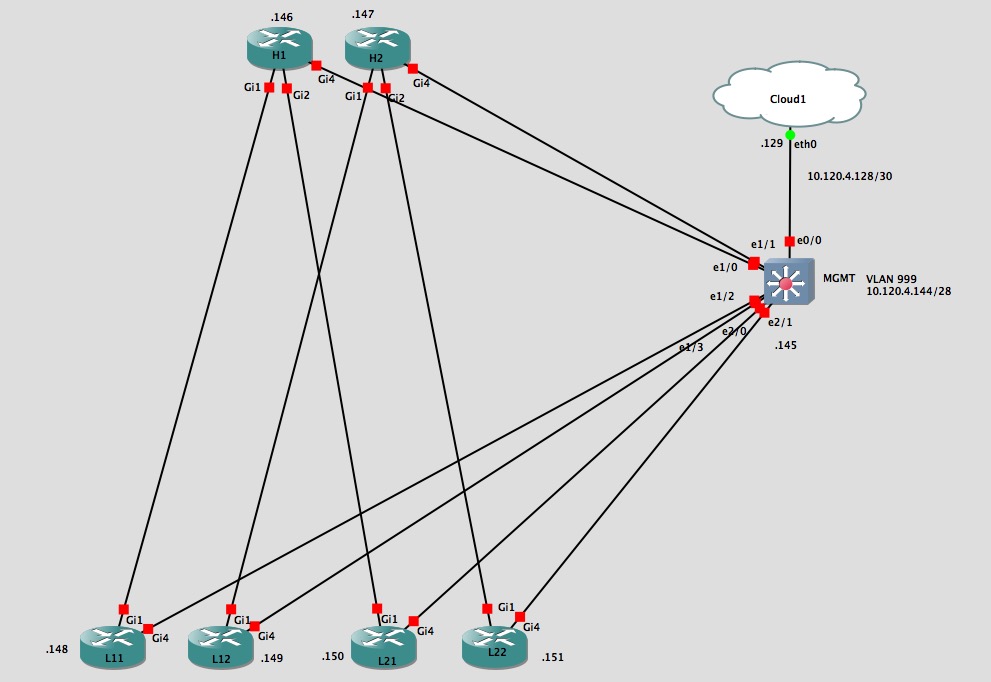 .146
.147
H1
H2
Gi4
Gi4
Gi1
Gi2
Gi1
Gi2
Cloud1
.129
eth0
10.120.4.128/30
e1/1
e0/0
e1/0
MGMT
VLAN 999
10.120.4.144/28
e1/2
e2/1
e2/0
e1/3
.145
Gi1
Gi4
Gi1
Gi4
Gi1
Gi4
Gi1
Gi4
.148
L11
L12
.149
.150
L21
L22
.151